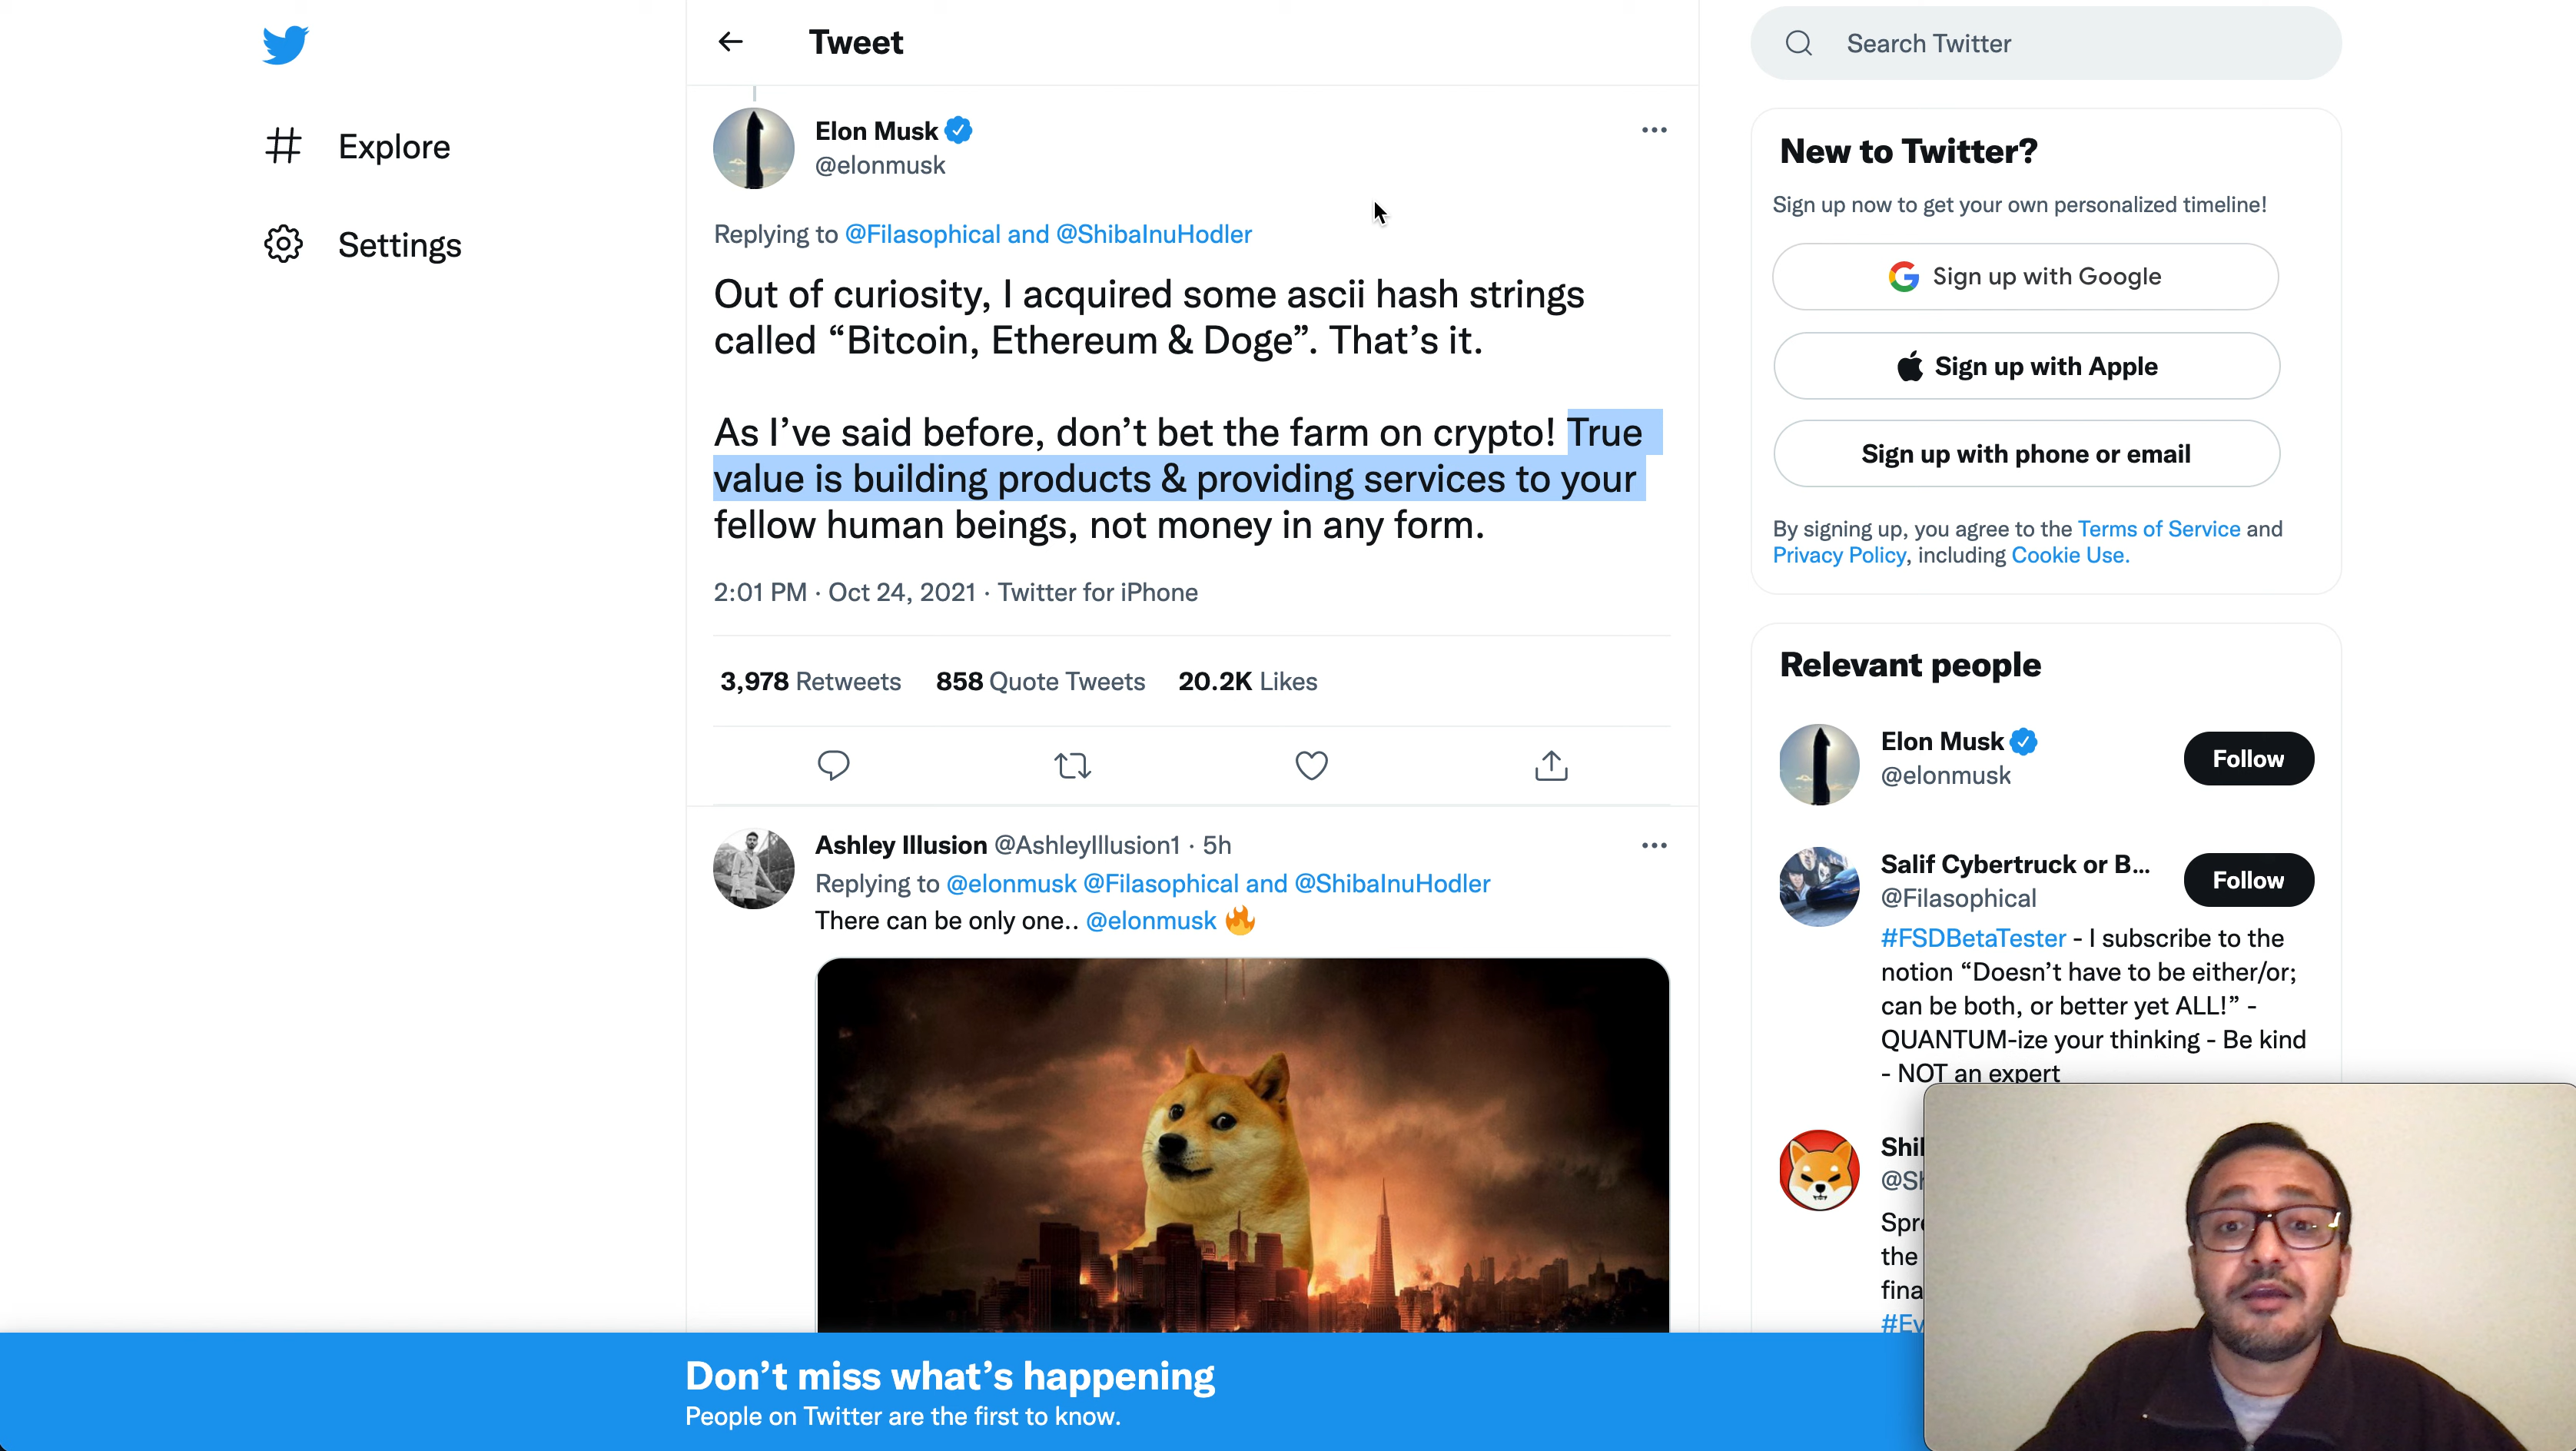 Explore
Settings
Tweet
Elon Musk
@elonmusk
Replying to @Filasophical and @ShibaInuHodler
Out of curiosity, I acquired some ascii hash strings
called “Bitcoin, Ethereum & Doge”. That’s it.
As I’ve said before, don’t bet the farm on crypto! True
value is building products & providing services to your
fellow human beings, not money in any form.
2:01 PM · Oct 24, 2021 · Twitter for iPhone
3,978 Retweets 858 Quote Tweets 20.2K Likes
Ashley Illusion @AshleyIllusion1 · 5h
Replying to @elonmusk @Filasophical and @ShibaInuHodler
There can be only one.. @elonmusk 🔥
Search Twitter
New to Twitter?
Sign up now to get your own personalized timeline!
Sign up with Google
Sign up with Apple
Sign up with phone or email
By signing up, you agree to the Terms of Service and
Privacy Policy, including Cookie Use.
Relevant people
Elon Musk
@elonmusk
Follow
Salif Cybertruck or B...
@Filasophical
Follow
#FSDBetaTester - I subscribe to the
notion “Doesn’t have to be either/or;
can be both, or better yet ALL!” -
QUANTUM-ize your thinking - Be kind
- NOT an expert
the
Don’t miss what’s happening
People on Twitter are the first to know.